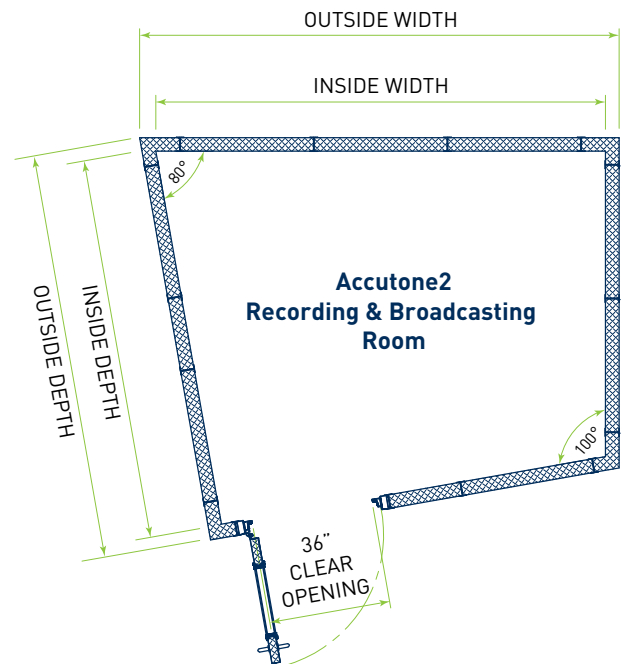 OUTSIDE WIDTH
INSIDE WIDTH
80°
OUTSIDE DEPTH
INSIDE DEPTH
Accutone2
Recording & Broadcasting
Room
100°
36”
CLEAR
OPENING